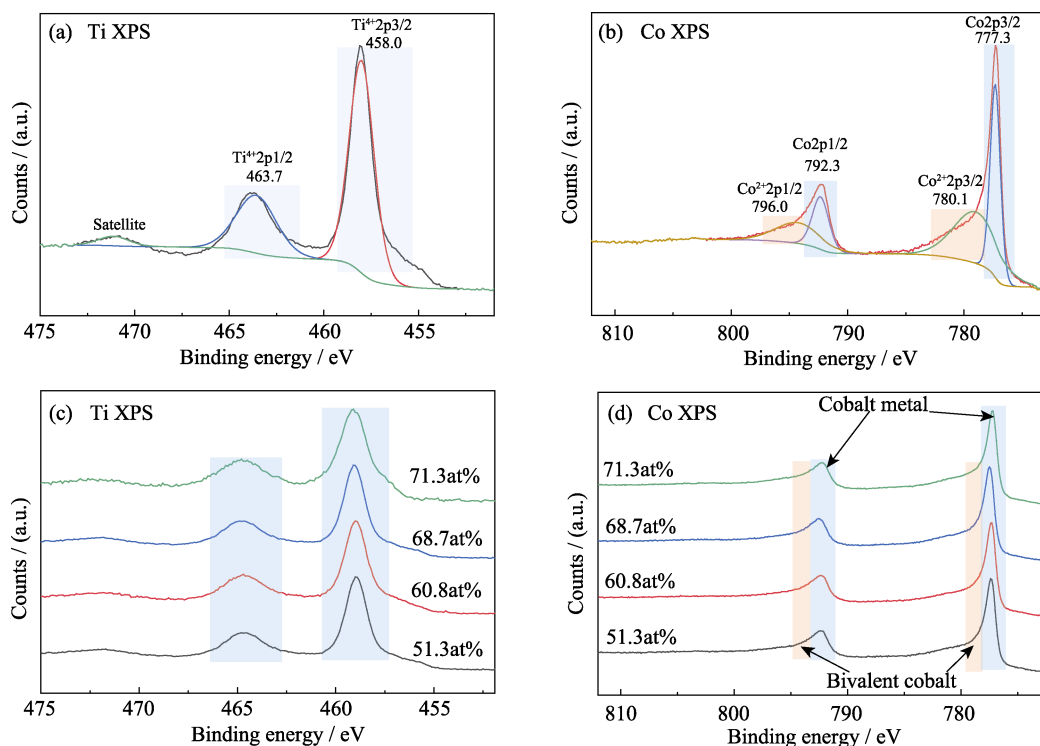 (a) Ti XPS
Ti⁴⁺2p3/2
458.0
Ti⁴⁺2p1/2
463.7
Satellite
Counts / (a.u.)
475 470 465 460 455
Binding energy / eV
(b) Co XPS
Co2p3/2
777.3
Co2p1/2
792.3
Co²⁺2p1/2
796.0
Co²⁺2p3/2
780.1
Counts / (a.u.)
810 800 790 780
Binding energy / eV
(c) Ti XPS
71.3at%
68.7at%
60.8at%
51.3at%
Counts / (a.u.)
475 470 465 460 455
Binding energy / eV
(d) Co XPS
Cobalt metal
71.3at%
68.7at%
60.8at%
51.3at%
Bivalent cobalt
Counts / (a.u.)
810 800 790 780
Binding energy / eV